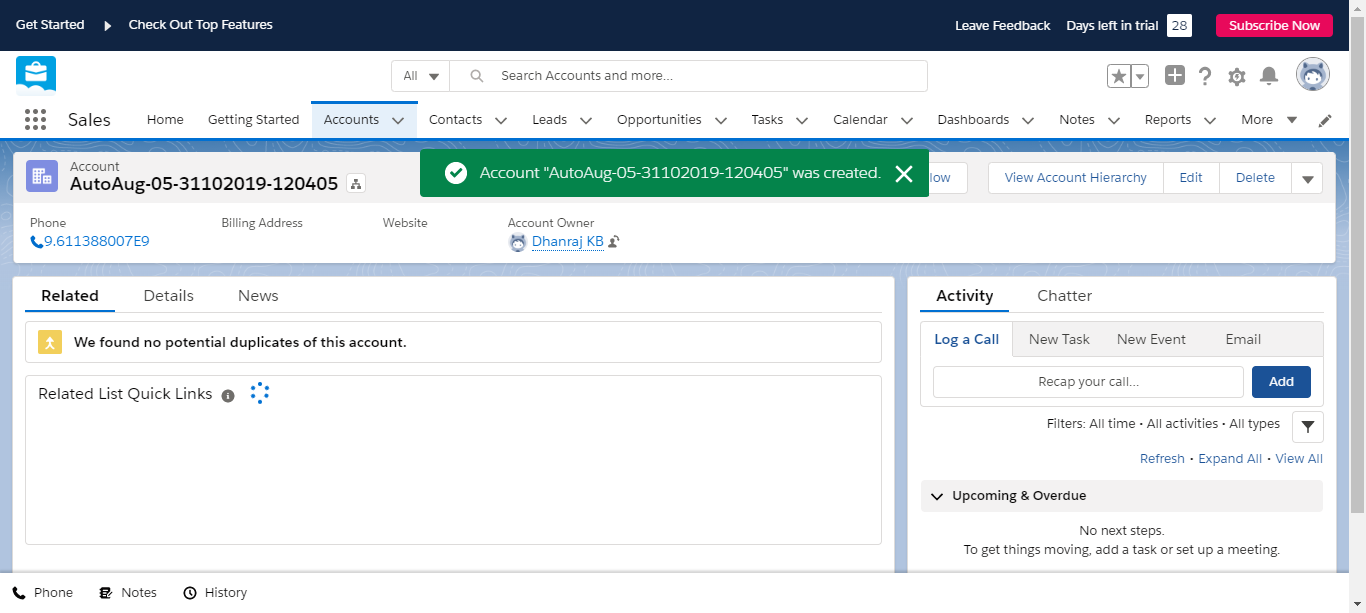 Get Started Check Out Top Features Leave Feedback Days left in trial 28 Subscribe Now
All Search Accounts and more...
Sales Home Getting Started Accounts Contacts Leads Opportunities Tasks Calendar Dashboards Notes Reports More
Account
AutoAug-05-31102019-120405
Account "AutoAug-05-31102019-120405" was created.
View Account Hierarchy Edit Delete
Phone Billing Address Website Account Owner
9.611388007E9 Dhanraj KB
Related Details News
We found no potential duplicates of this account.
Related List Quick Links
Activity Chatter
Log a Call New Task New Event Email
Recap your call... Add
Filters: All time • All activities • All types
Refresh • Expand All • View All
Upcoming & Overdue
No next steps.
To get things moving, add a task or set up a meeting.
Phone Notes History